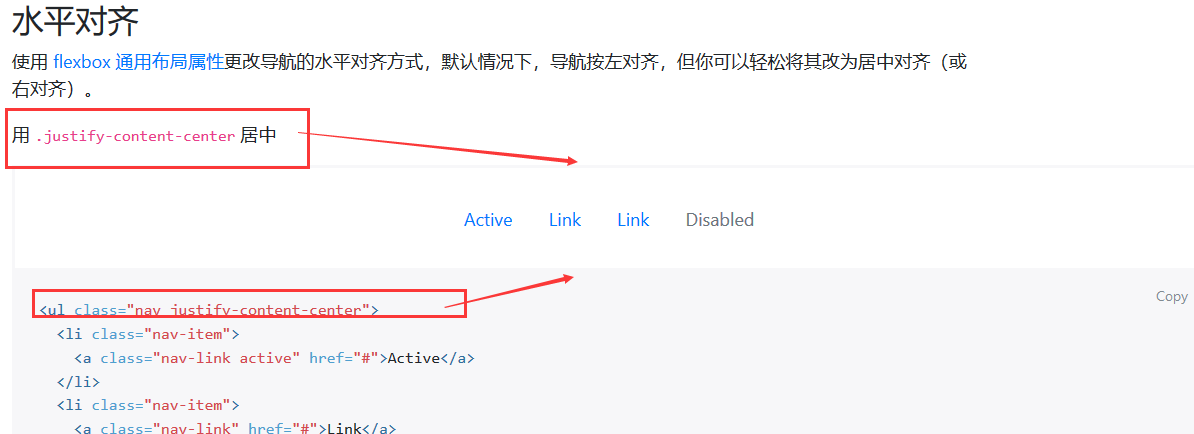 水平对齐
使用 flexbox 通用布局属性更改导航的水平对齐方式，默认情况下，导航按左对齐，但你可以轻松将其改为居中对齐（或
右对齐）。
用 .justify-content-center 居中
Active Link Link Disabled
Copy
<ul class="nav justify-content-center">
<li class="nav-item">
<a class="nav-link active" href="#">Active</a>
</li>
<li class="nav-item">
<a class="nav-link" href="#">Link</a>